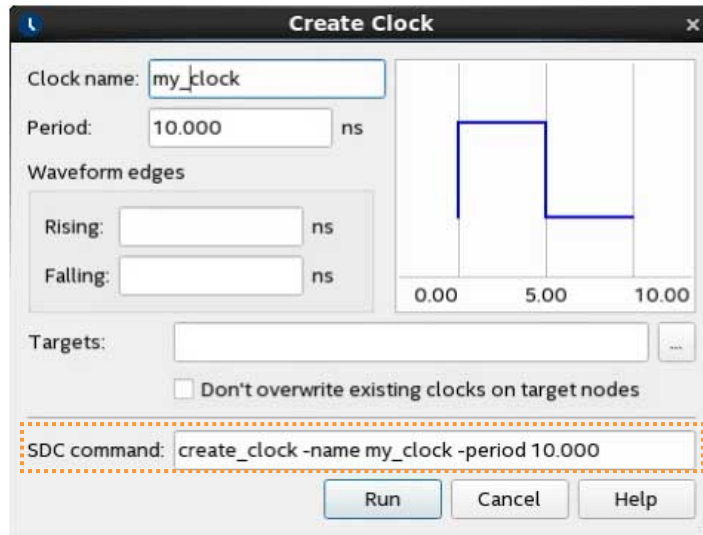 Create Clock
Clock name: my_clock
Period: 10.000 ns
Waveform edges
Rising: ns
Falling: ns
0.00 5.00 10.00
Targets: ...
Don't overwrite existing clocks on target nodes
SDC command: create_clock -name my_clock -period 10.000
Run Cancel Help